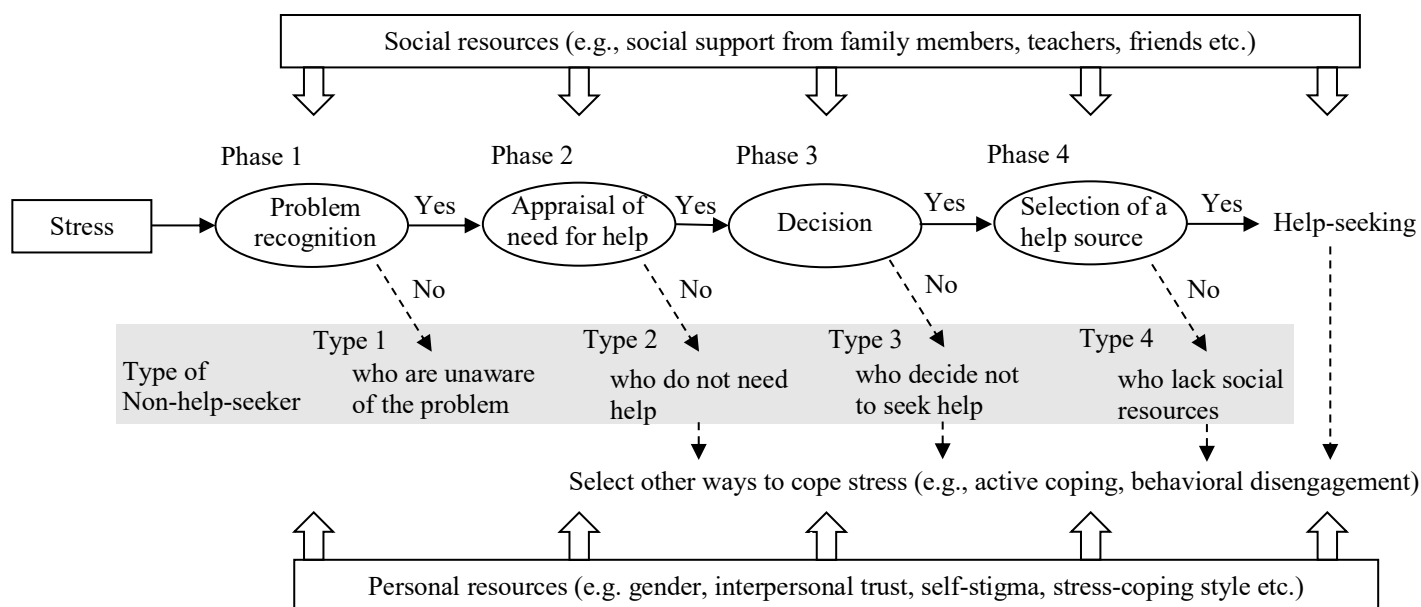 Social resources (e.g., social support from family members, teachers, friends etc.)
Phase 1
Phase 2
Phase 3
Phase 4
Stress
Problem
recognition
Yes
Appraisal of
need for help
Yes
Decision
Yes
Selection of a
help source
Yes
Help-seeking
No
No
No
No
Type of
Non-help-seeker
Type 1
who are unaware
of the problem
Type 2
who do not need
help
Type 3
who decide not
to seek help
Type 4
who lack social
resources
Select other ways to cope stress (e.g., active coping, behavioral disengagement)
Personal resources (e.g. gender, interpersonal trust, self-stigma, stress-coping style etc.)